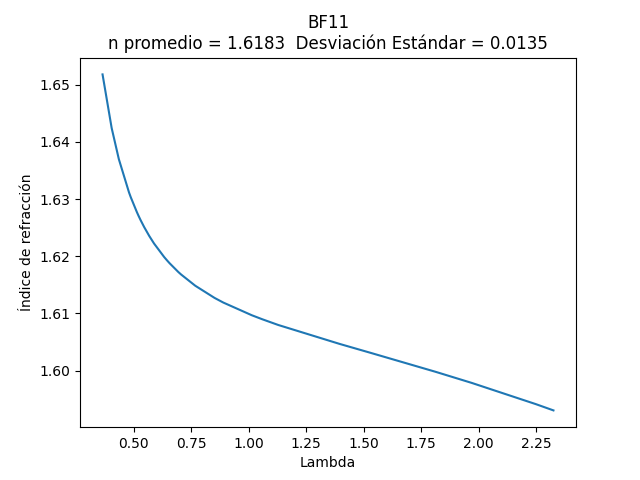 BF11
n promedio = 1.6183  Desviación Estándar = 0.0135
1.65
1.64
1.63
1.62
1.61
1.60
Índice de refracción
0.50 0.75 1.00 1.25 1.50 1.75 2.00 2.25
Lambda